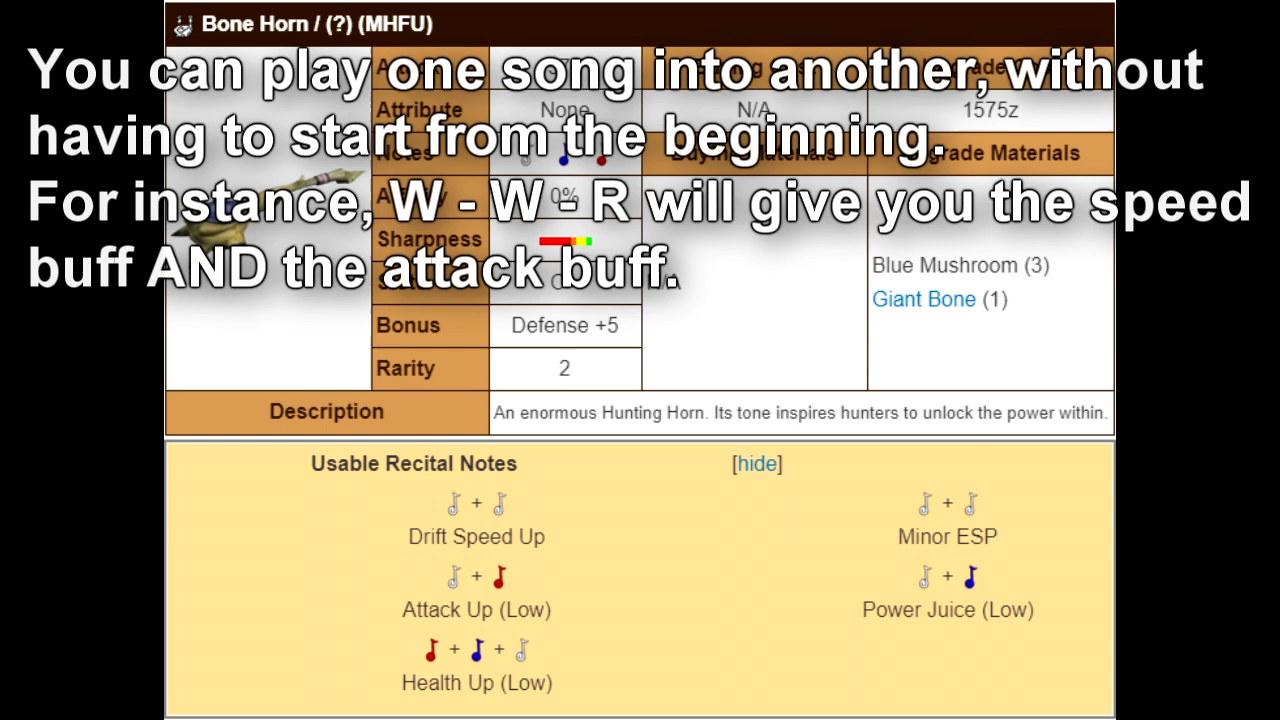 Bone Horn / (?) (MHFU)
You can play one song into another, without
having to start from the beginning.
For instance, W - W - R will give you the speed
buff AND the attack buff.
Attribute None N/A 1575z
Notes
0%
Sharpness
Blue Mushroom (3)
Giant Bone (1)
Bonus Defense +5
Rarity 2
Description An enormous Hunting Horn. Its tone inspires hunters to unlock the power within.
Usable Recital Notes [hide]
+ +
Drift Speed Up Minor ESP
+ +
Attack Up (Low) Power Juice (Low)
+ +
Health Up (Low)